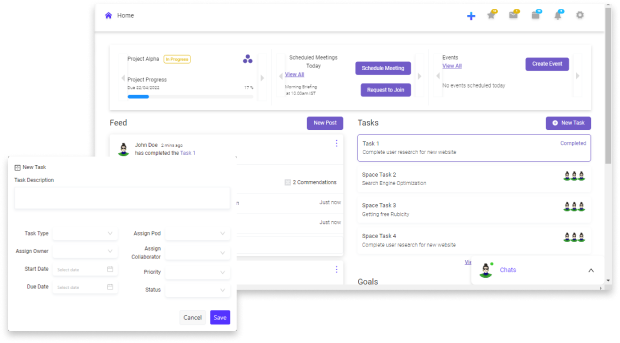 Home
Project Alpha
In Progress
Project Progress
Due 22/04/2022
17 %
Scheduled Meetings
Today
View All
Morning Briefing
at 10.00am IST
Schedule Meeting
Request to Join
Events
View All
Create Event
No events scheduled today
Feed
New Post
John Doe 2 mins ago
has completed the Task 1
2 Commendations
Just now
Just now
Tasks
New Task
Task 1
Completed
Complete user research for new website
Space Task 2
Search Engine Optimization
Space Task 3
Getting free Rubicity
Space Task 4
Complete user research for new website
Goals
Chats
New Task
Task Description
Task Type
Assign Pod
Assign Owner
Assign
Collaborator
Start Date
Select date
Priority
Due Date
Select date
Status
Cancel
Save